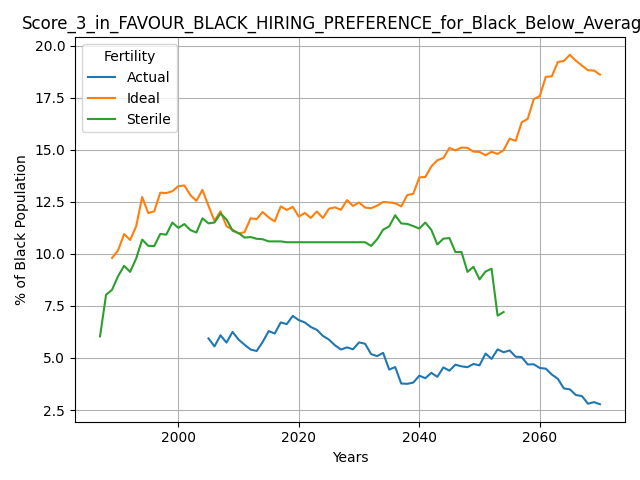 Score_3_in_FAVOUR_BLACK_HIRING_PREFERENCE_for_Black_Below_Averag
Fertility
Actual
Ideal
Sterile
20.0
17.5
15.0
12.5
10.0
7.5
5.0
2.5
% of Black Population
2000 2020 2040 2060
Years